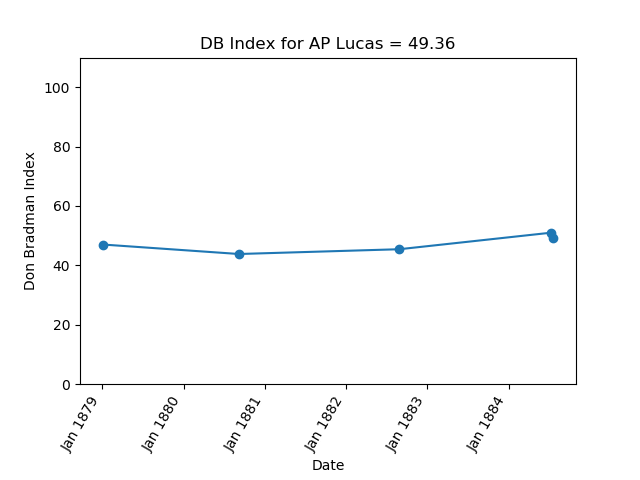 DB Index for AP Lucas = 49.36
100
80
60
40
20
0
Don Bradman Index
Jan 1879
Jan 1880
Jan 1881
Jan 1882
Jan 1883
Jan 1884
Date